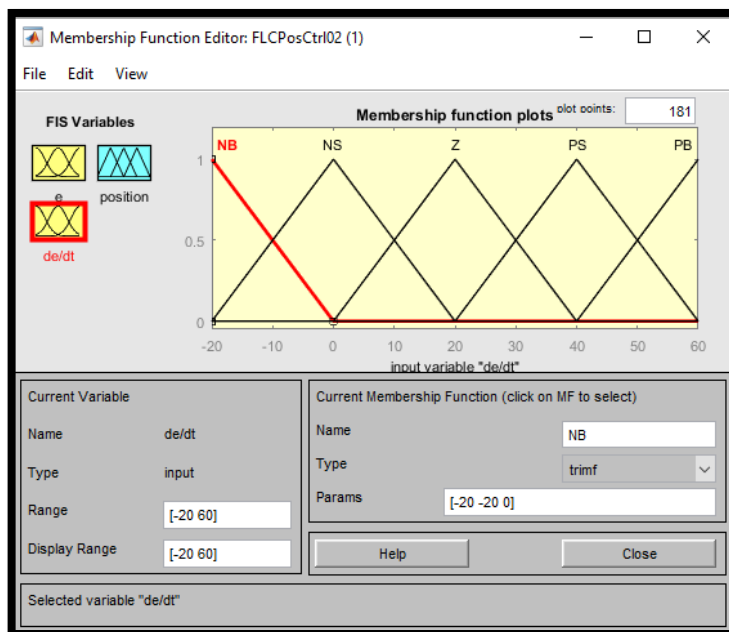 Membership Function Editor: FLCPosCtrl02 (1)
File Edit View
FIS Variables
e
position
de/dt
Membership function plots
plot points:
181
NB NS Z PS PB
1
0.5
0
-20 -10 0 10 20 30 40 50 60
input variable "de/dt"
Current Variable
Name de/dt
Type input
Range [-20 60]
Display Range [-20 60]
Current Membership Function (click on MF to select)
Name NB
Type trimf
Params [-20 -20 0]
Help Close
Selected variable "de/dt"